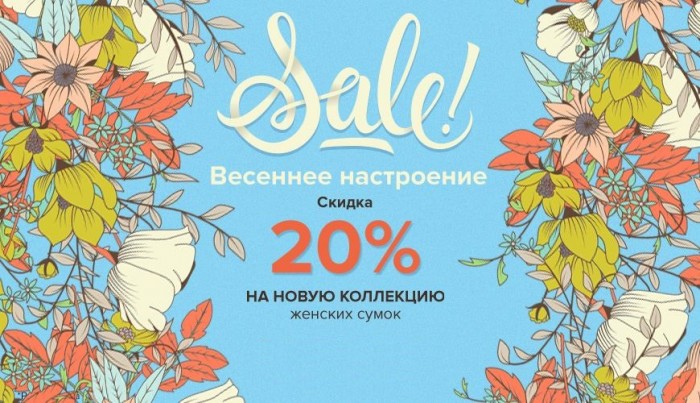 Sale!
Весеннее настроение
Скидка
20%
НА НОВУЮ КОЛЛЕКЦИЮ
женских сумок